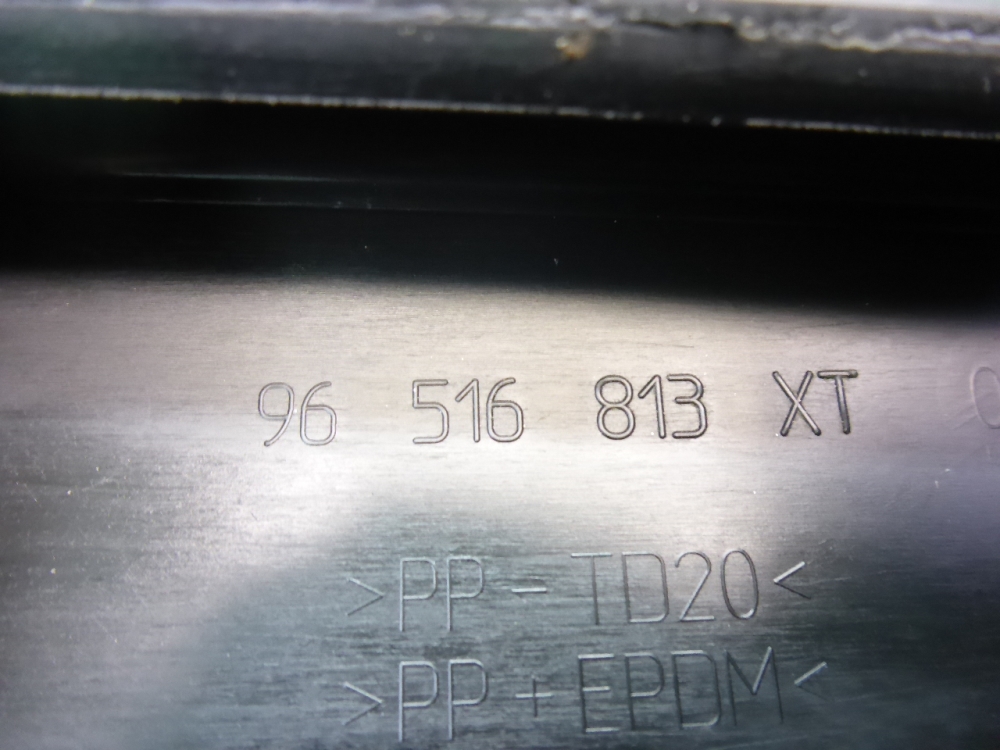 96 516 813 XT
>PP-TD20<
>PP+EPDM<